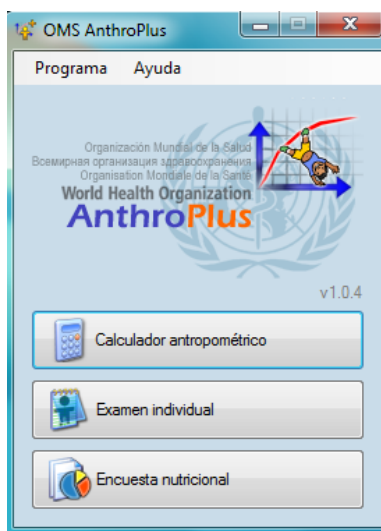 OMS AnthroPlus
Programa Ayuda
Organización Mundial de la Salud
Всемирная организация здравоохранения
Organisation Mondiale de la Santé
World Health Organization
AnthroPlus
v1.0.4
Calculador antropométrico
Examen individual
Encuesta nutricional